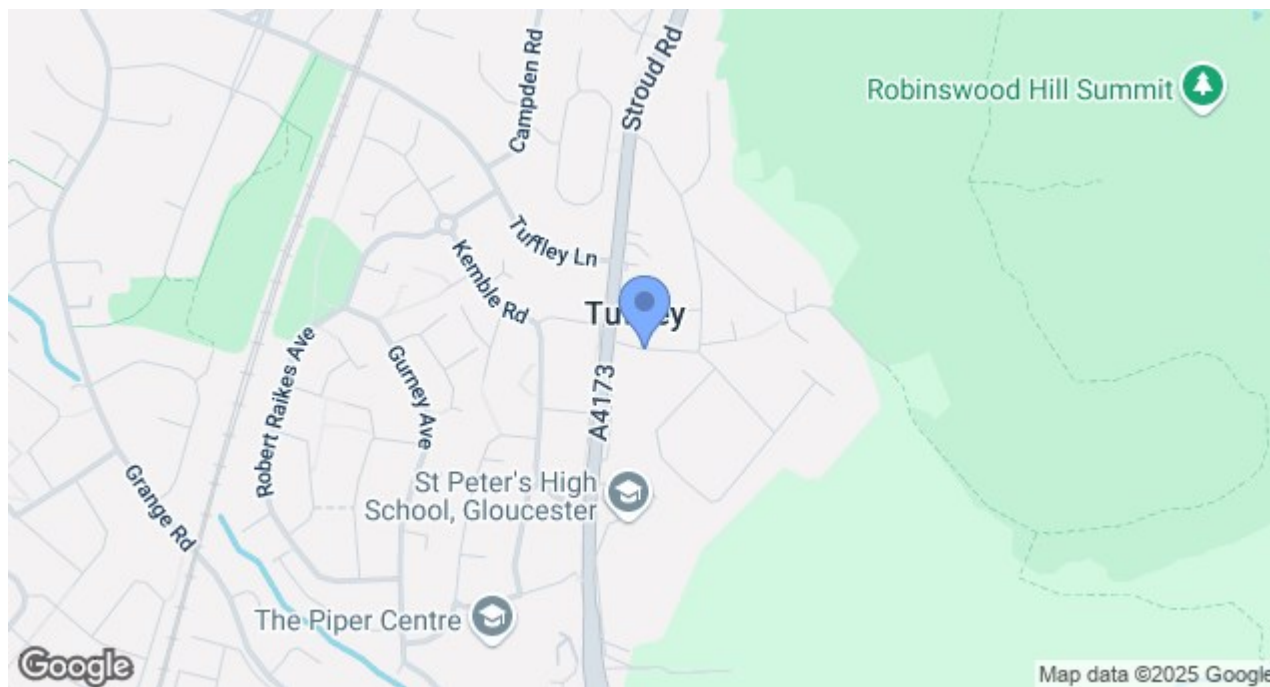 Campden Rd
Stroud Rd
Robinswood Hill Summit
Tuffley Ln
Kemble Rd
Robert Raikes Ave
Gurney Ave
A4173
Grange Rd
St Peter's High
School, Gloucester
The Piper Centre
Google
Map data ©2025 Google